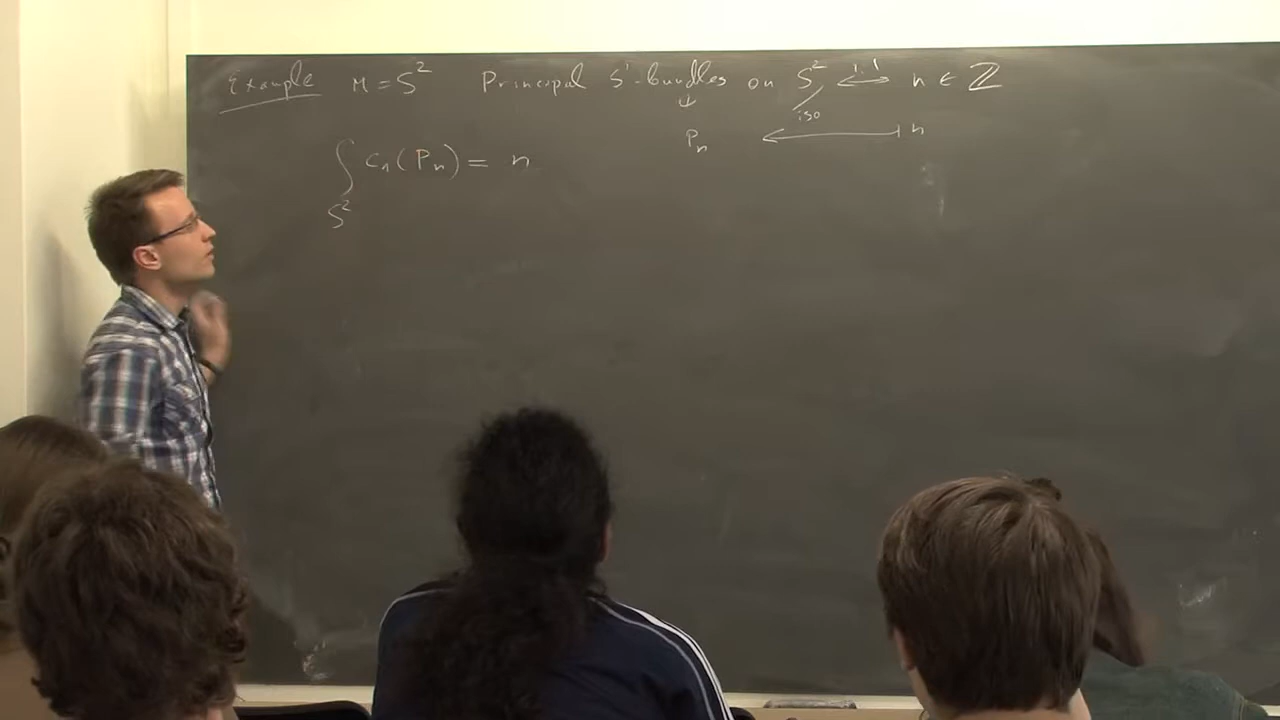 Example M = S² Principal S¹-bundles on S²/iso ⟷ 1:1 n ∈ ℤ
Pₙ ⟵| n
∫_{S²} c₁(Pₙ) = n